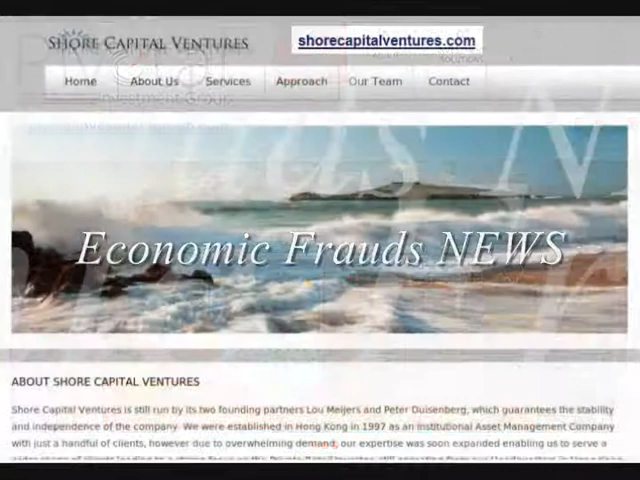 SHORE CAPITAL VENTURES
shorecapitalventures.com
SOLUTIONS
Home About Us Services Approach Our Team Contact
Investment Group
Economic Frauds NEWS
ABOUT SHORE CAPITAL VENTURES
Shore Capital Ventures is still run by its two founding partners Lou Meijers and Peter Duisenberg, which guarantees the stability
and independence of the company. We were established in Hong Kong in 1997 as an Institutional Asset Management Company
with just a handful of clients, however due to overwhelming demand, our expertise was soon expanded enabling us to serve a